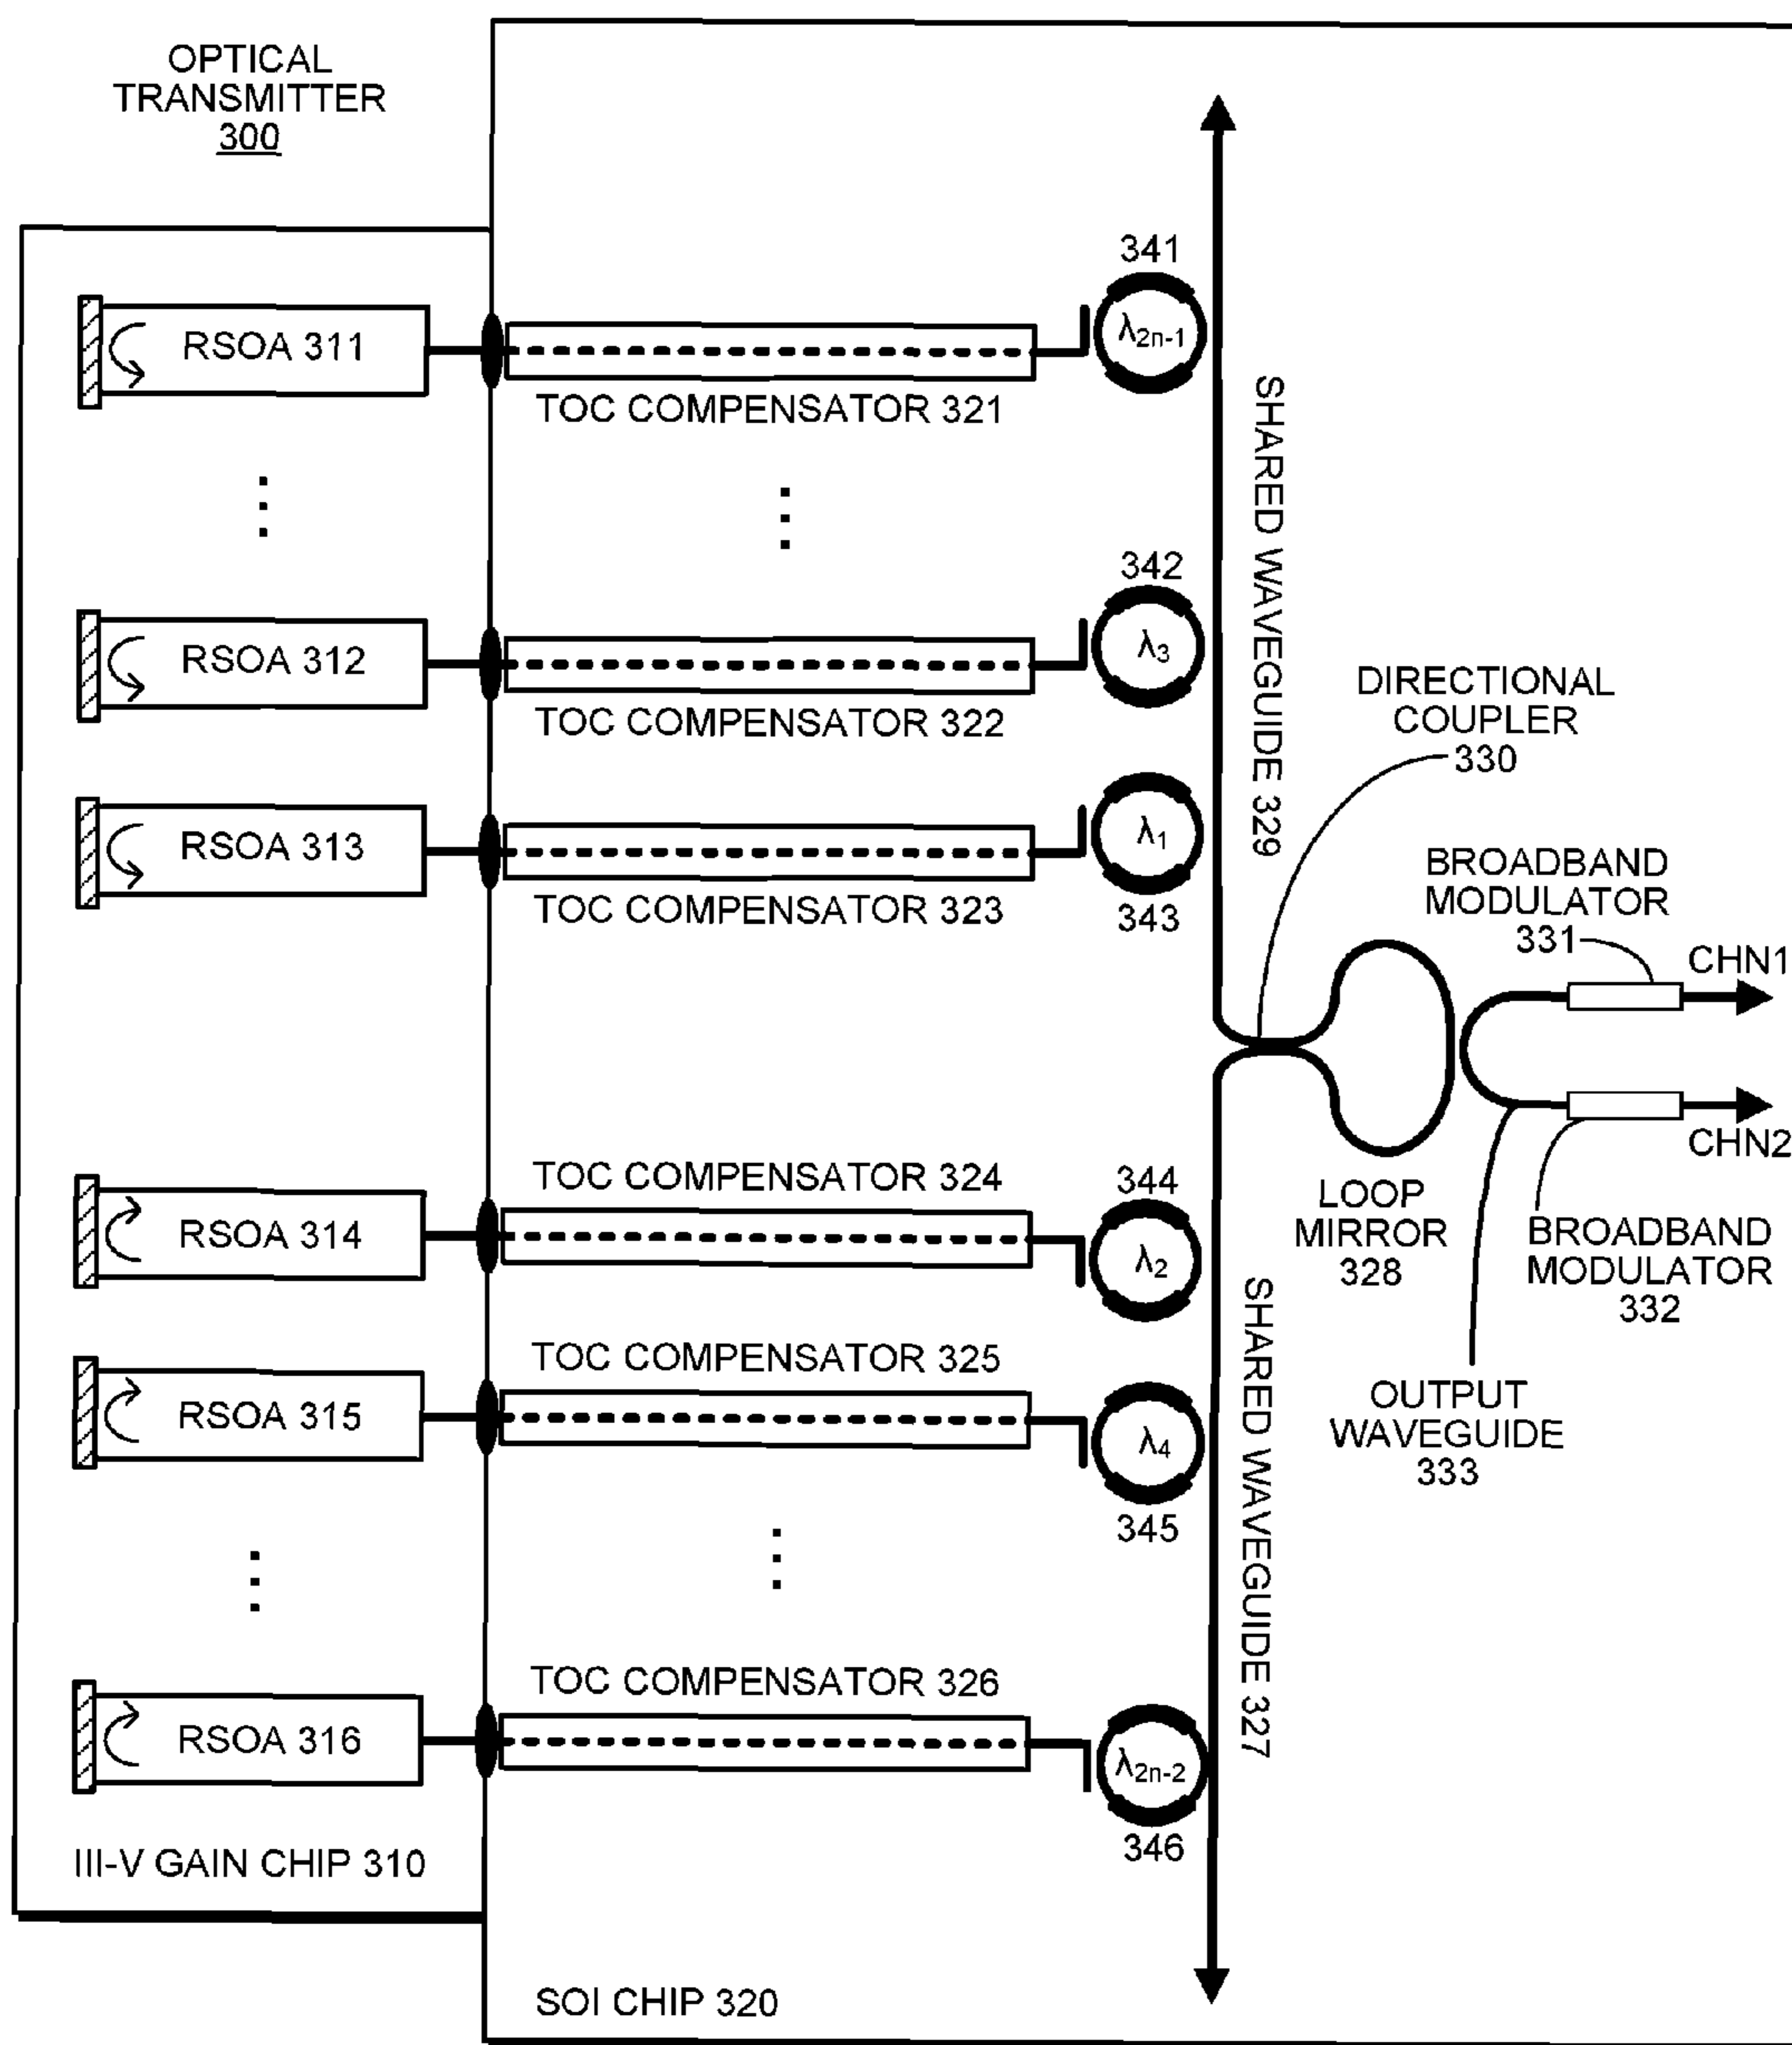 OPTICAL
TRANSMITTER
300
RSOA 311
TOC COMPENSATOR 321
341
λ2n-1
SHARED WAVEGUIDE 329
RSOA 312
TOC COMPENSATOR 322
342
λ3
DIRECTIONAL
COUPLER
330
RSOA 313
TOC COMPENSATOR 323
λ1
343
BROADBAND
MODULATOR
331
CHN1
CHN2
LOOP
MIRROR
328
BROADBAND
MODULATOR
332
OUTPUT
WAVEGUIDE
333
TOC COMPENSATOR 324
344
RSOA 314
λ2
SHARED WAVEGUIDE 327
TOC COMPENSATOR 325
RSOA 315
λ4
345
TOC COMPENSATOR 326
RSOA 316
λ2n-2
346
III-V GAIN CHIP 310
SOI CHIP 320